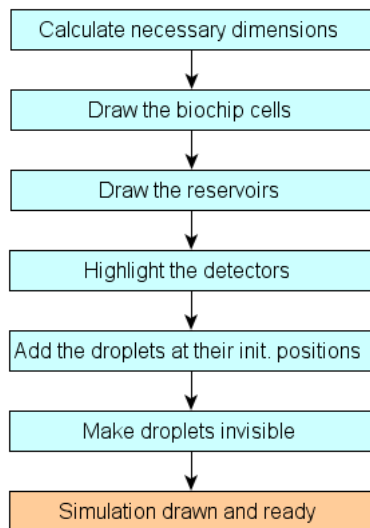 Calculate necessary dimensions
Draw the biochip cells
Draw the reservoirs
Highlight the detectors
Add the droplets at their init. positions
Make droplets invisible
Simulation drawn and ready